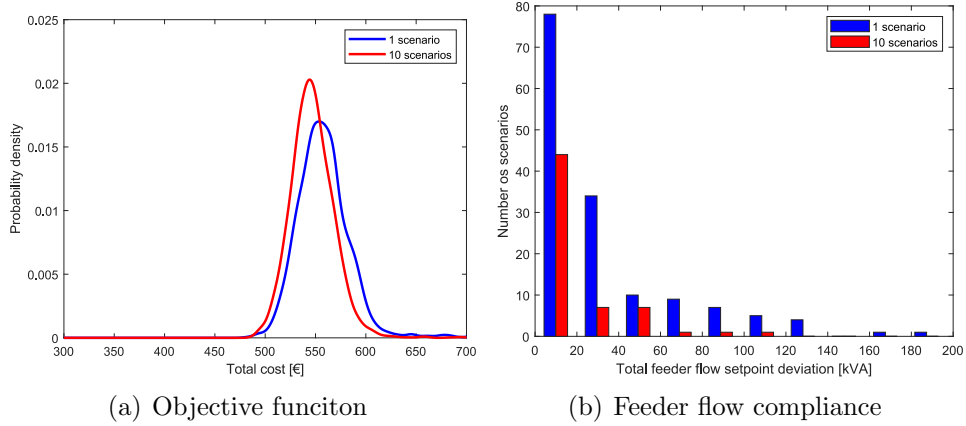 0.025
0.02
0.015
0.01
0.005
0
Probability density
1 scenario
10 scenarios
300 350 400 450 500 550 600 650 700
Total cost [€]
(a) Objective funciton
80
70
60
50
40
30
20
10
0
Number os scenarios
1 scenario
10 scenarios
0 20 40 60 80 100 120 140 160 180 200
Total feeder flow setpoint deviation [kVA]
(b) Feeder flow compliance